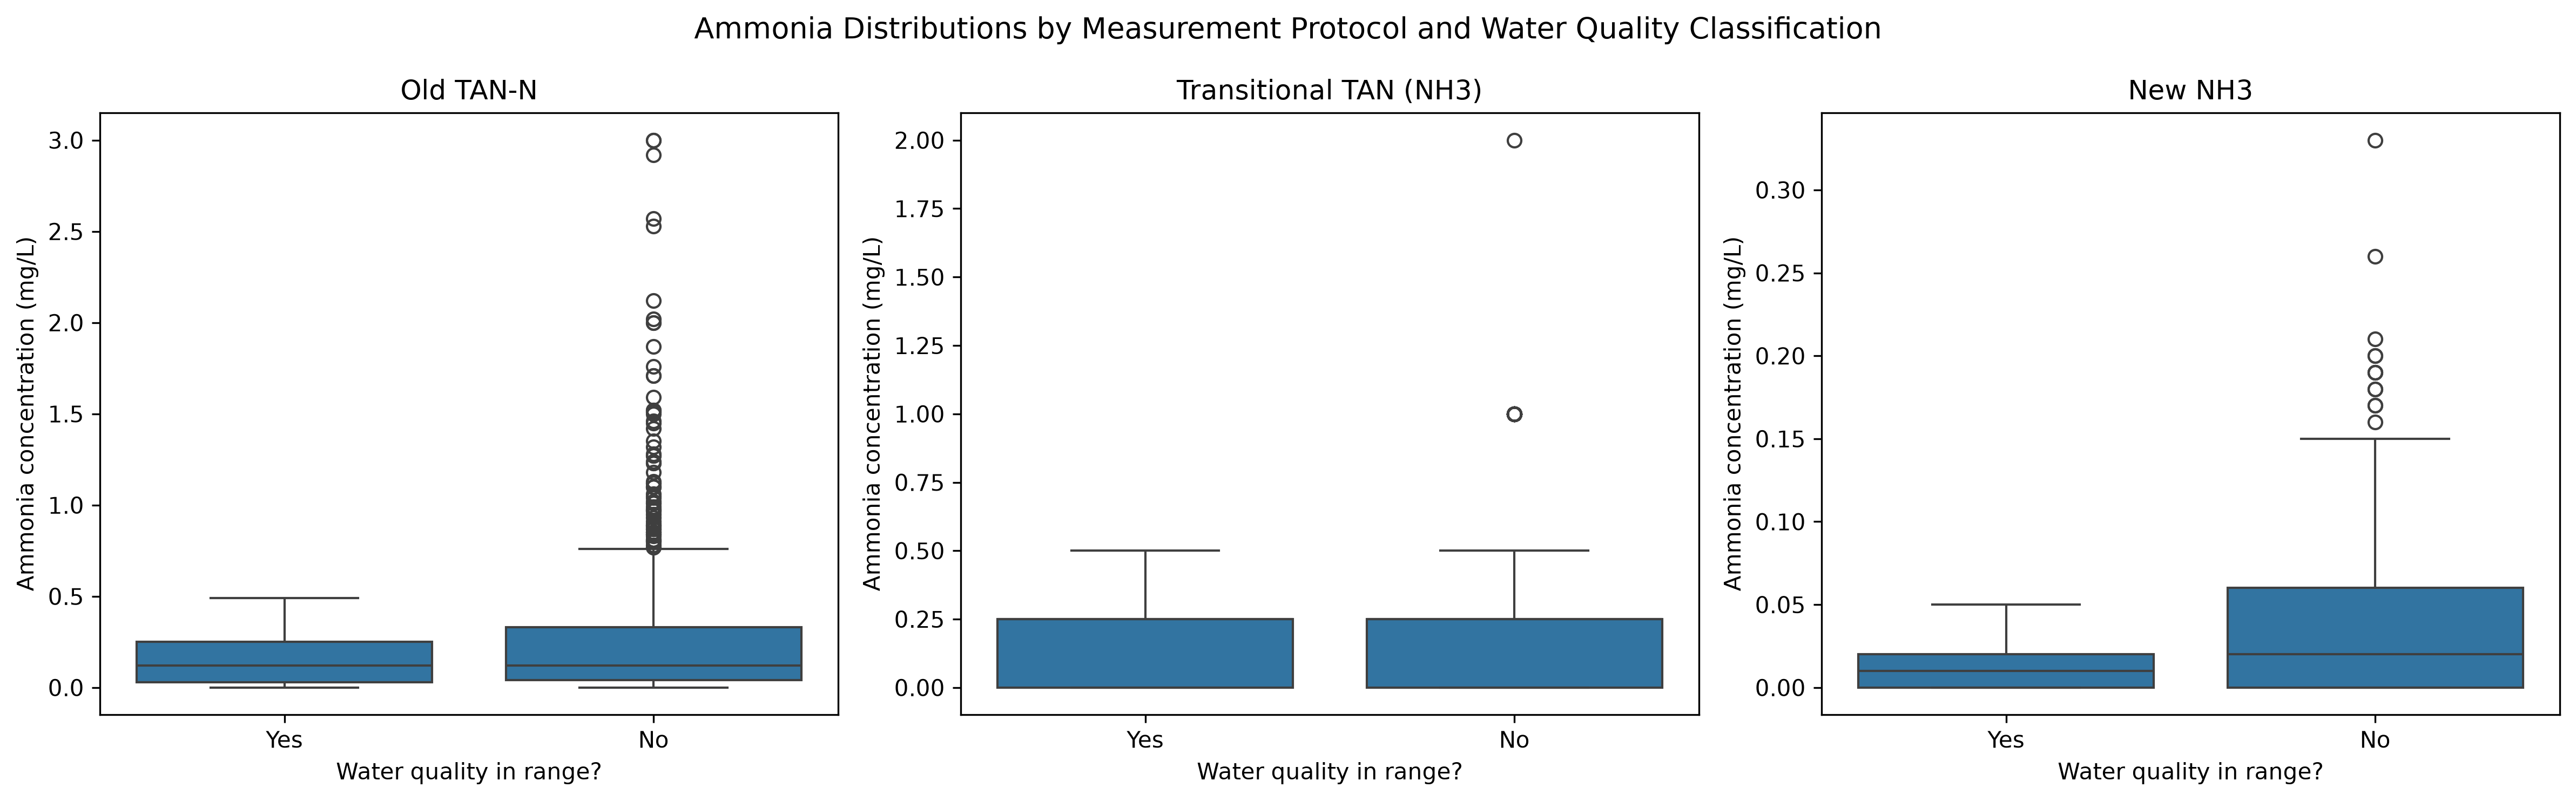 Ammonia Distributions by Measurement Protocol and Water Quality Classification
Old TAN-N
Ammonia concentration (mg/L)
3.0
2.5
2.0
1.5
1.0
0.5
0.0
Yes
No
Water quality in range?
Transitional TAN (NH3)
Ammonia concentration (mg/L)
2.00
1.75
1.50
1.25
1.00
0.75
0.50
0.25
0.00
Yes
No
Water quality in range?
New NH3
Ammonia concentration (mg/L)
0.30
0.25
0.20
0.15
0.10
0.05
0.00
Yes
No
Water quality in range?